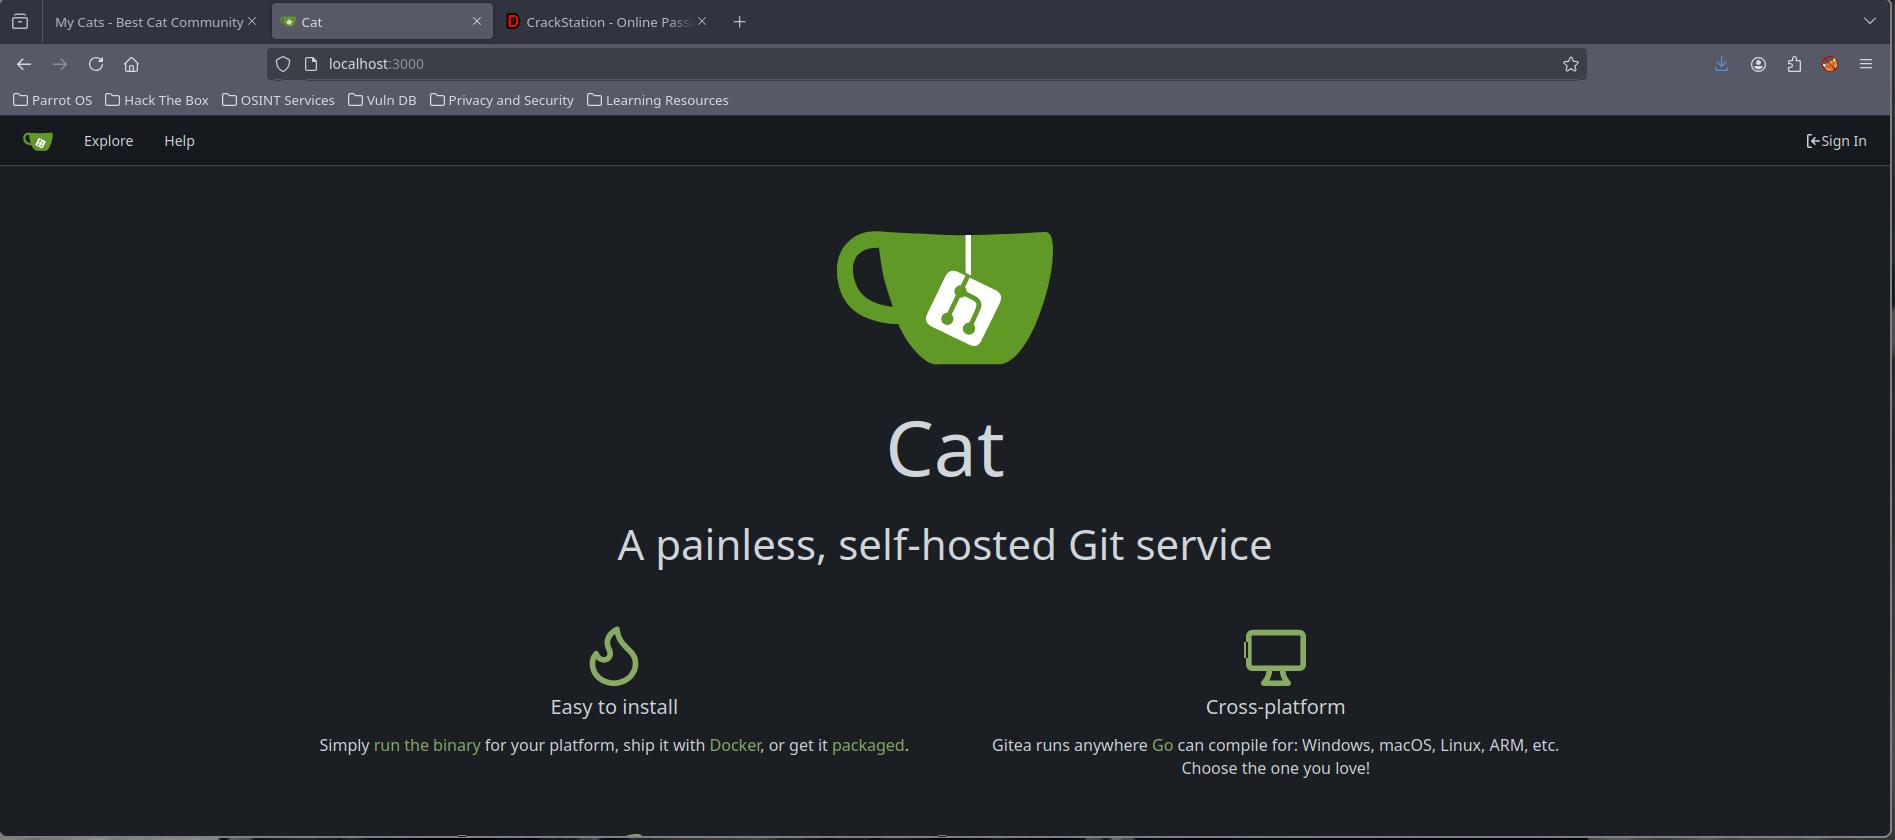 My Cats - Best Cat Community
Cat
CrackStation - Online Pass
localhost:3000
Parrot OS
Hack The Box
OSINT Services
Vuln DB
Privacy and Security
Learning Resources
Explore
Help
Sign In
Cat
A painless, self-hosted Git service
Easy to install
Simply run the binary for your platform, ship it with Docker, or get it packaged.
Cross-platform
Gitea runs anywhere Go can compile for: Windows, macOS, Linux, ARM, etc.
Choose the one you love!